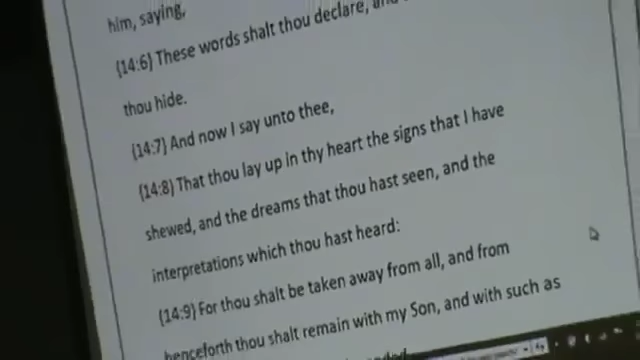 him, saying,
(14:6) These words shalt thou declare, and
thou hide.
(14:7) And now I say unto thee,
(14:8) That thou lay up in thy heart the signs that I have
shewed, and the dreams that thou hast seen, and the
interpretations which thou hast heard:
(14:9) For thou shalt be taken away from all, and from
henceforth thou shalt remain with my Son, and with such as